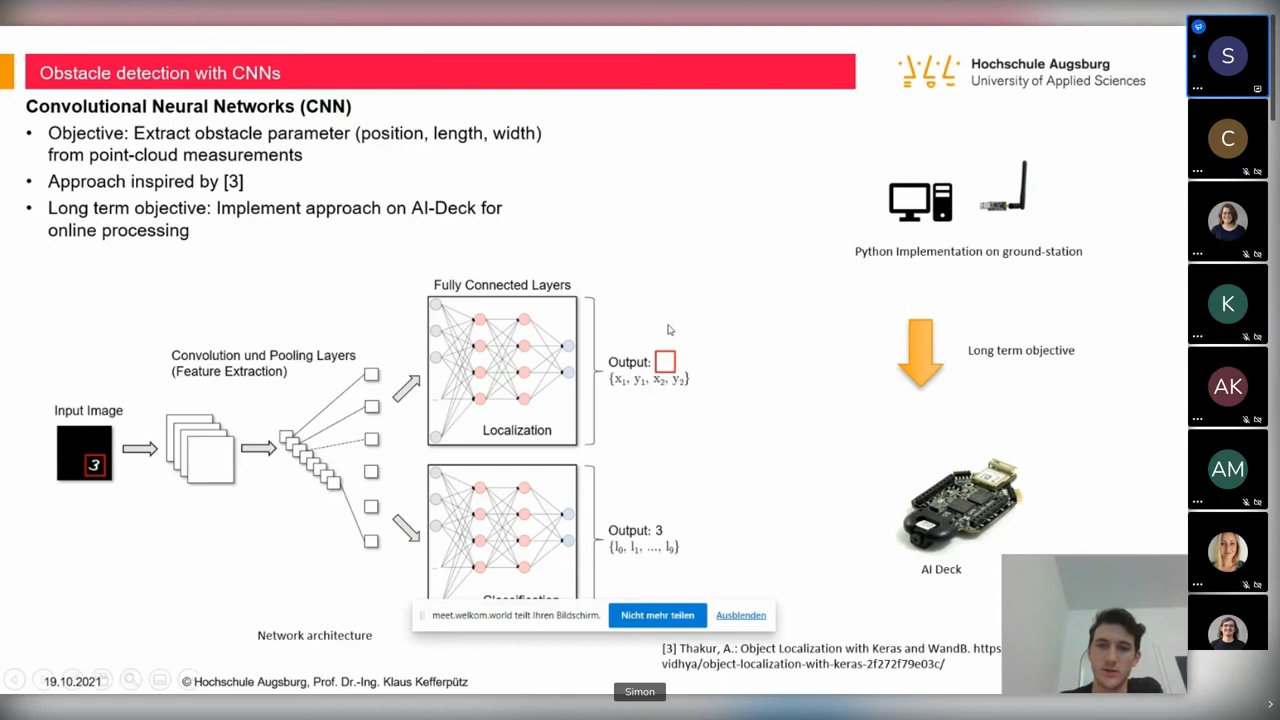 Obstacle detection with CNNs
Hochschule Augsburg
University of Applied Sciences
Convolutional Neural Networks (CNN)
• Objective: Extract obstacle parameter (position, length, width)
from point-cloud measurements
• Approach inspired by [3]
• Long term objective: Implement approach on AI-Deck for
online processing
Python Implementation on ground-station
Long term objective
AI Deck
Fully Connected Layers
Convolution und Pooling Layers
(Feature Extraction)
Input Image
3
Localization
Output:
{x₁, y₁, x₂, y₂}
Output: 3
{l₀, l₁, ..., l₉}
Classification
Network architecture
meet.welkom.world teilt Ihren Bildschirm.
Nicht mehr teilen
Ausblenden
[3] Thakur, A.: Object Localization with Keras and WandB. https
vidhya/object-localization-with-keras-2f272f79e03c/
19.10.2021
© Hochschule Augsburg, Prof. Dr.-Ing. Klaus Kefferpütz
Simon
S
C
K
AK
AM